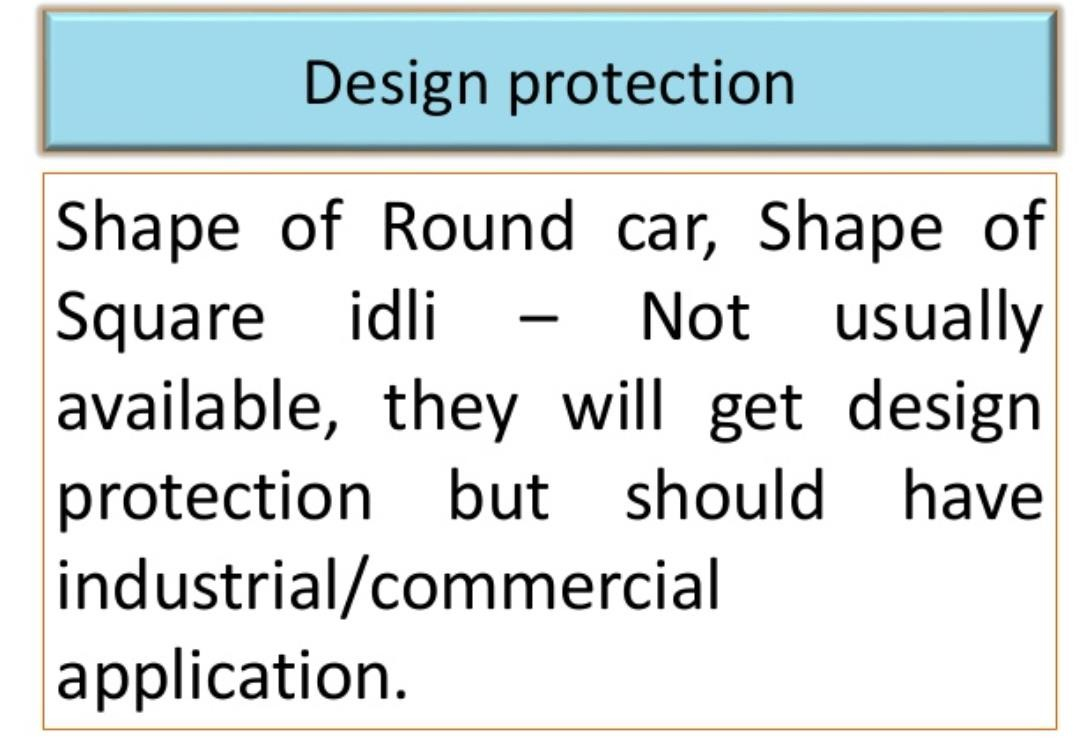 Design protection
Shape of Round car, Shape of
Square idli – Not usually
available, they will get design
protection but should have
industrial/commercial
application.